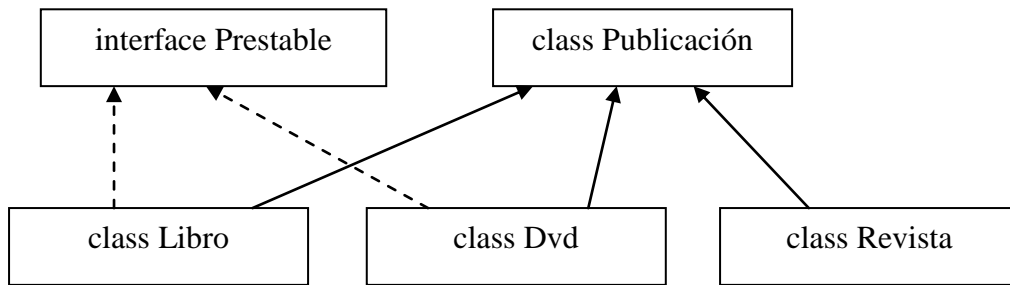 interface Prestable
class Publicación
class Libro
class Dvd
class Revista